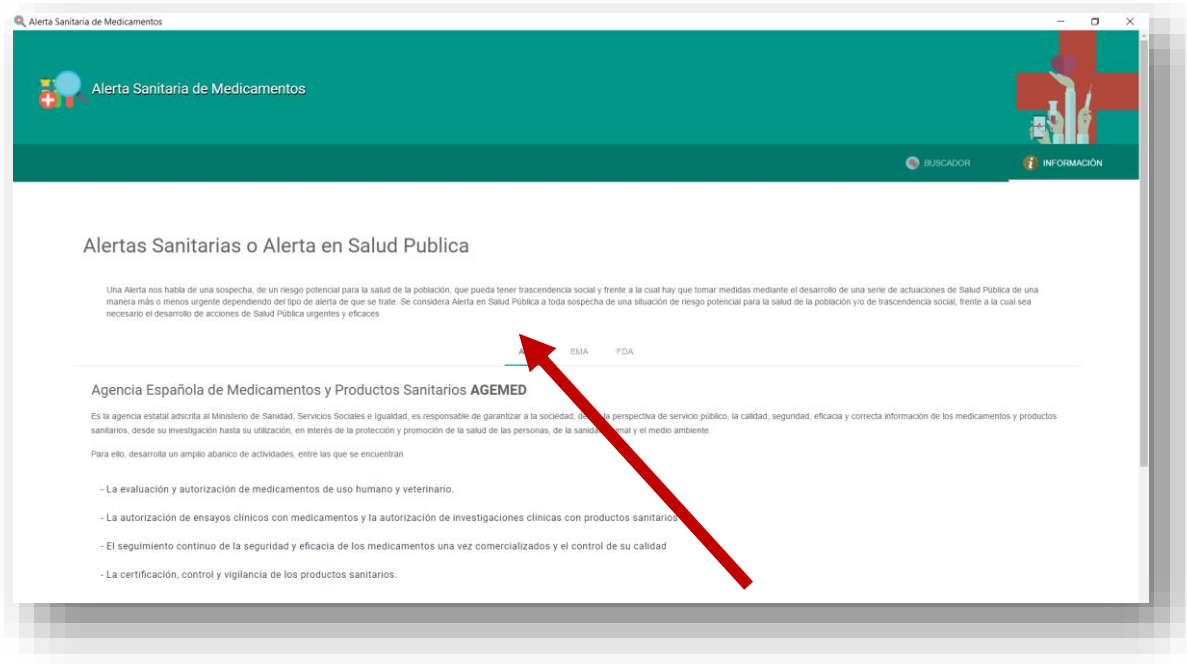 Alerta Sanitaria de Medicamentos
Alerta Sanitaria de Medicamentos
BUSCADOR
INFORMACIÓN
Alertas Sanitarias o Alerta en Salud Publica
Una Alerta nos habla de una sospecha, de un riesgo potencial para la salud de la población, que pueda tener trascendencia social y frente a la cual hay que tomar medidas mediante el desarrollo de una serie de actuaciones de Salud Pública de una
manera más o menos urgente dependiendo del tipo de alerta de que se trate. Se considera Alerta en Salud Pública a toda sospecha de una situación de riesgo potencial para la salud de la población y/o de trascendencia social, frente a la cual sea
necesario el desarrollo de acciones de Salud Pública urgentes y eficaces
EMA FDA
Agencia Española de Medicamentos y Productos Sanitarios AGEMED
Es la agencia estatal adscrita al Ministerio de Sanidad, Servicios Sociales e Igualdad, es responsable de garantizar a la sociedad, la perspectiva de servicio público, la calidad, seguridad, eficacia y correcta información de los medicamentos y productos
sanitarios, desde su investigación hasta su utilización, en interés de la protección y promoción de la salud de las personas, de la y el medio ambiente.
Para ello, desarrolla un amplio abanico de actividades, entre las que se encuentran
- La evaluación y autorización de medicamentos de uso humano y veterinario.
- La autorización de ensayos clínicos con medicamentos y la autorización de investigaciones clínicas con productos sanitarios
- El seguimiento continuo de la seguridad y eficacia de los medicamentos una vez comercializados y el control de su calidad
- La certificación, control y vigilancia de los productos sanitarios.